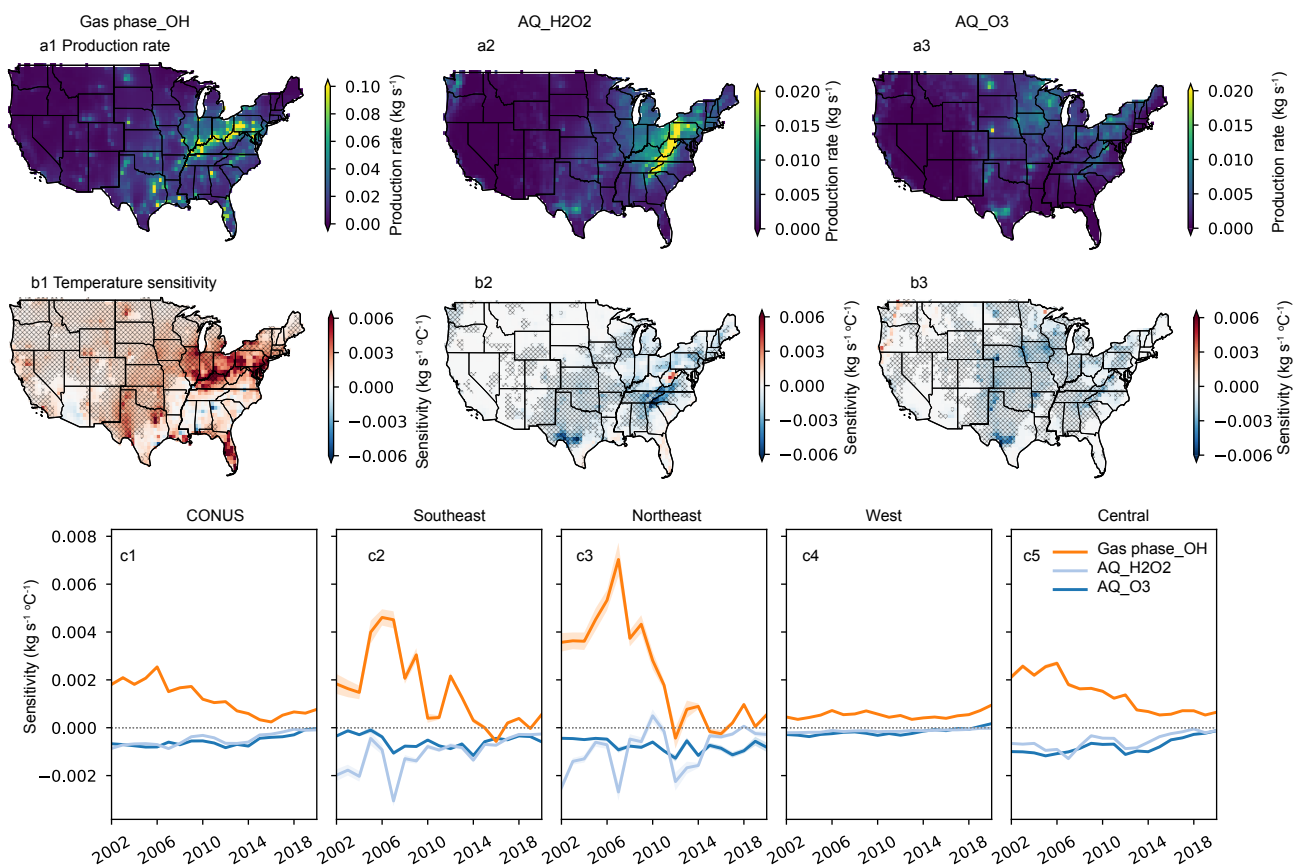 Gas phase_OH AQ_H2O2 AQ_O3
a1 Production rate a2 a3
0.10 0.020 0.020
0.08
0.06 0.015 0.015
0.04 0.010 0.010
0.02 0.005 0.005
0.00 0.000 0.000
Production rate (kg s⁻¹) Production rate (kg s⁻¹) Production rate (kg s⁻¹)
b1 Temperature sensitivity b2 b3
0.006 0.006 0.006
0.003 0.003 0.003
0.000 0.000 0.000
−0.003 −0.003 −0.003
−0.006 −0.006 −0.006
Sensitivity (kg s⁻¹ °C⁻¹) Sensitivity (kg s⁻¹ °C⁻¹) Sensitivity (kg s⁻¹ °C⁻¹)
CONUS Southeast Northeast West Central
c1 c2 c3 c4 c5
Gas phase_OH
AQ_H2O2
AQ_O3
Sensitivity (kg s⁻¹ °C⁻¹)
0.008
0.006
0.004
0.002
0.000
−0.002
2002 2006 2010 2014 2018 2002 2006 2010 2014 2018 2002 2006 2010 2014 2018 2002 2006 2010 2014 2018 2002 2006 2010 2014 2018